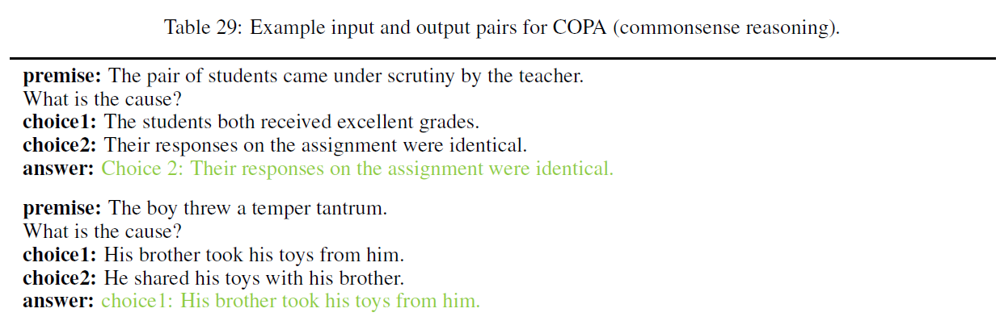 Table 29: Example input and output pairs for COPA (commonsense reasoning).
premise: The pair of students came under scrutiny by the teacher.
What is the cause?
choice1: The students both received excellent grades.
choice2: Their responses on the assignment were identical.
answer: Choice 2: Their responses on the assignment were identical.
premise: The boy threw a temper tantrum.
What is the cause?
choice1: His brother took his toys from him.
choice2: He shared his toys with his brother.
answer: choice1: His brother took his toys from him.